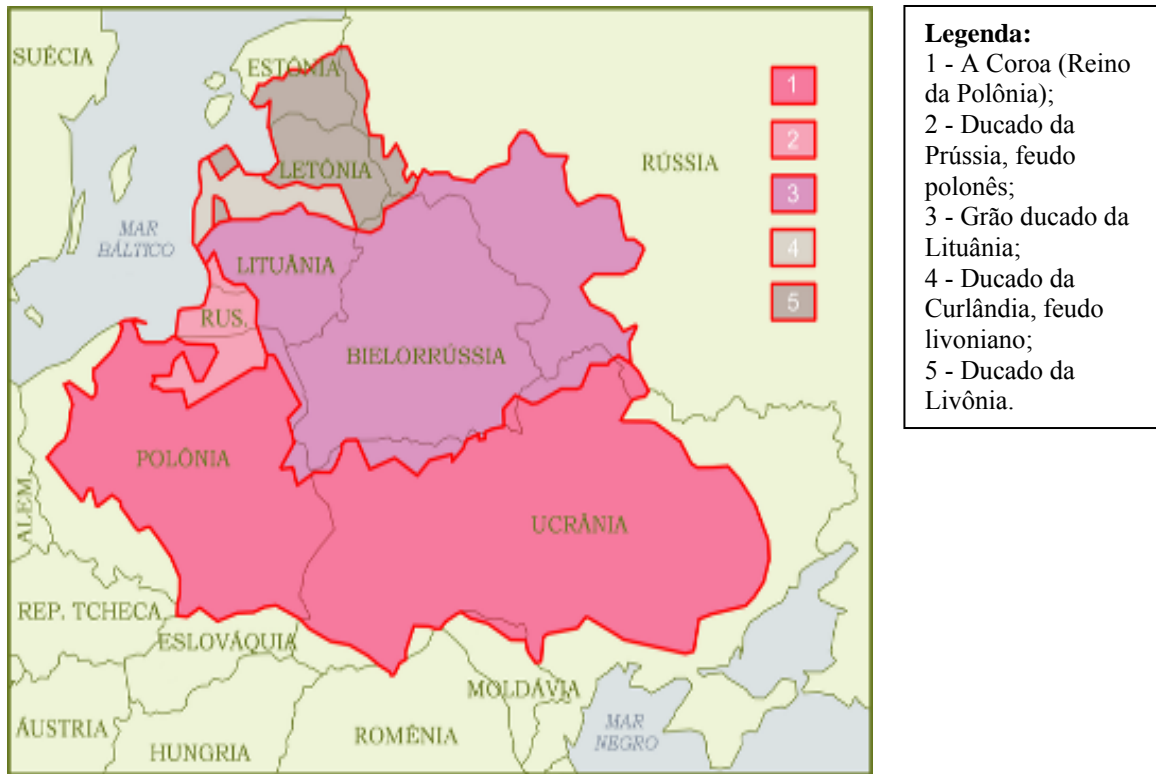 SUÉCIA
ESTÔNIA
LETÔNIA
RÚSSIA
MAR
BÁLTICO
LITUÂNIA
RUS.
BIELORRÚSSIA
POLÔNIA
ALEM.
UCRÂNIA
REP. TCHECA
ESLOVÁQUIA
ÁUSTRIA
HUNGRIA
ROMÊNIA
MOLDÁVIA
MAR
NEGRO
1
2
3
4
5
Legenda:
1 - A Coroa (Reino
da Polônia);
2 - Ducado da
Prússia, feudo
polonês;
3 - Grão ducado da
Lituânia;
4 - Ducado da
Curlândia, feudo
livoniano;
5 - Ducado da
Livônia.